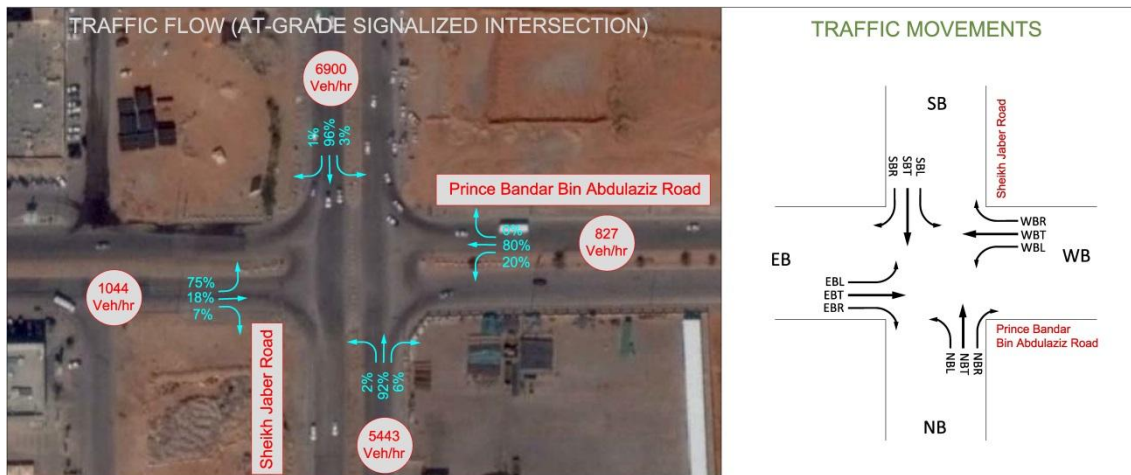 TRAFFIC FLOW (AT-GRADE SIGNALIZED INTERSECTION)
6900
Veh/hr
1%
96%
3%
Prince Bandar Bin Abdulaziz Road
0%
80%
20%
827
Veh/hr
1044
Veh/hr
75%
18%
7%
Sheikh Jaber Road
2%
92%
6%
5443
Veh/hr
TRAFFIC MOVEMENTS
SB
Sheikh Jaber Road
SBR
SBT
SBL
WBR
WBT
WBL
EB
WB
EBL
EBT
EBR
Prince Bandar
Bin Abdulaziz Road
NBL
NBT
NBR
NB